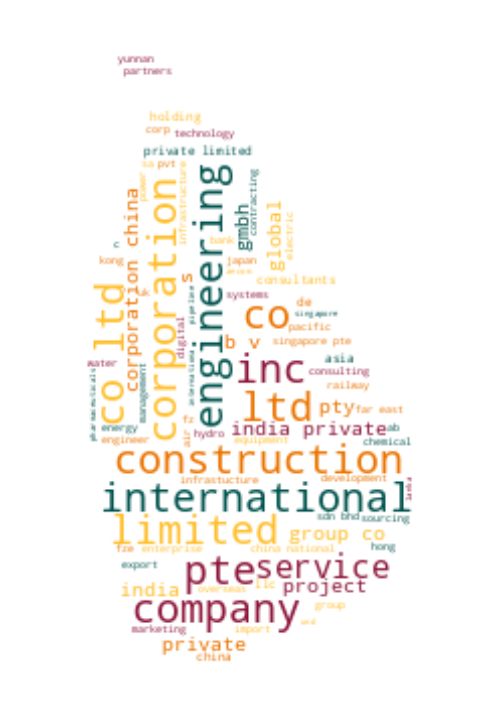 yunnan
partners
holding
corp technology
private limited
sa pvt
power
infrastructure
engineering
gmbh
contracting
corporation
corporation china
global
electric
bank
c
kong
japan
s
consultants
uk
pipeline
systems
de
co
singapore
pacific
co ltd
digital
international
b v
singapore pte
asia
water
inc
consulting
pharmaceuticals
management
railway
ltd
pty
far east
fz
air
energy
hydro
india private
ab
engineer
equipment
chemical
construction
infrastucture
development
lanka
international
sdn bhd
sourcing
limited
group co
fze
enterprise
china national
hong
export
pte
service
india
overseas
llc
project
company
group
marketing
import
private
china